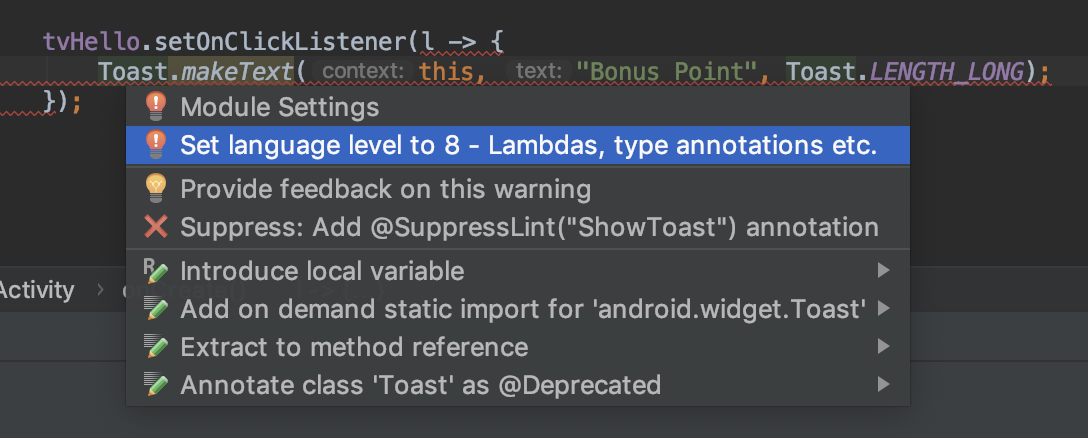 tvHello.setOnClickListener(l -> {
Toast.makeText( context: this, text: "Bonus Point", Toast.LENGTH_LONG);
});
Module Settings
Set language level to 8 - Lambdas, type annotations etc.
Provide feedback on this warning
Suppress: Add @SuppressLint("ShowToast") annotation
Introduce local variable
Activity ›
Add on demand static import for 'android.widget.Toast'
Extract to method reference
Annotate class 'Toast' as @Deprecated